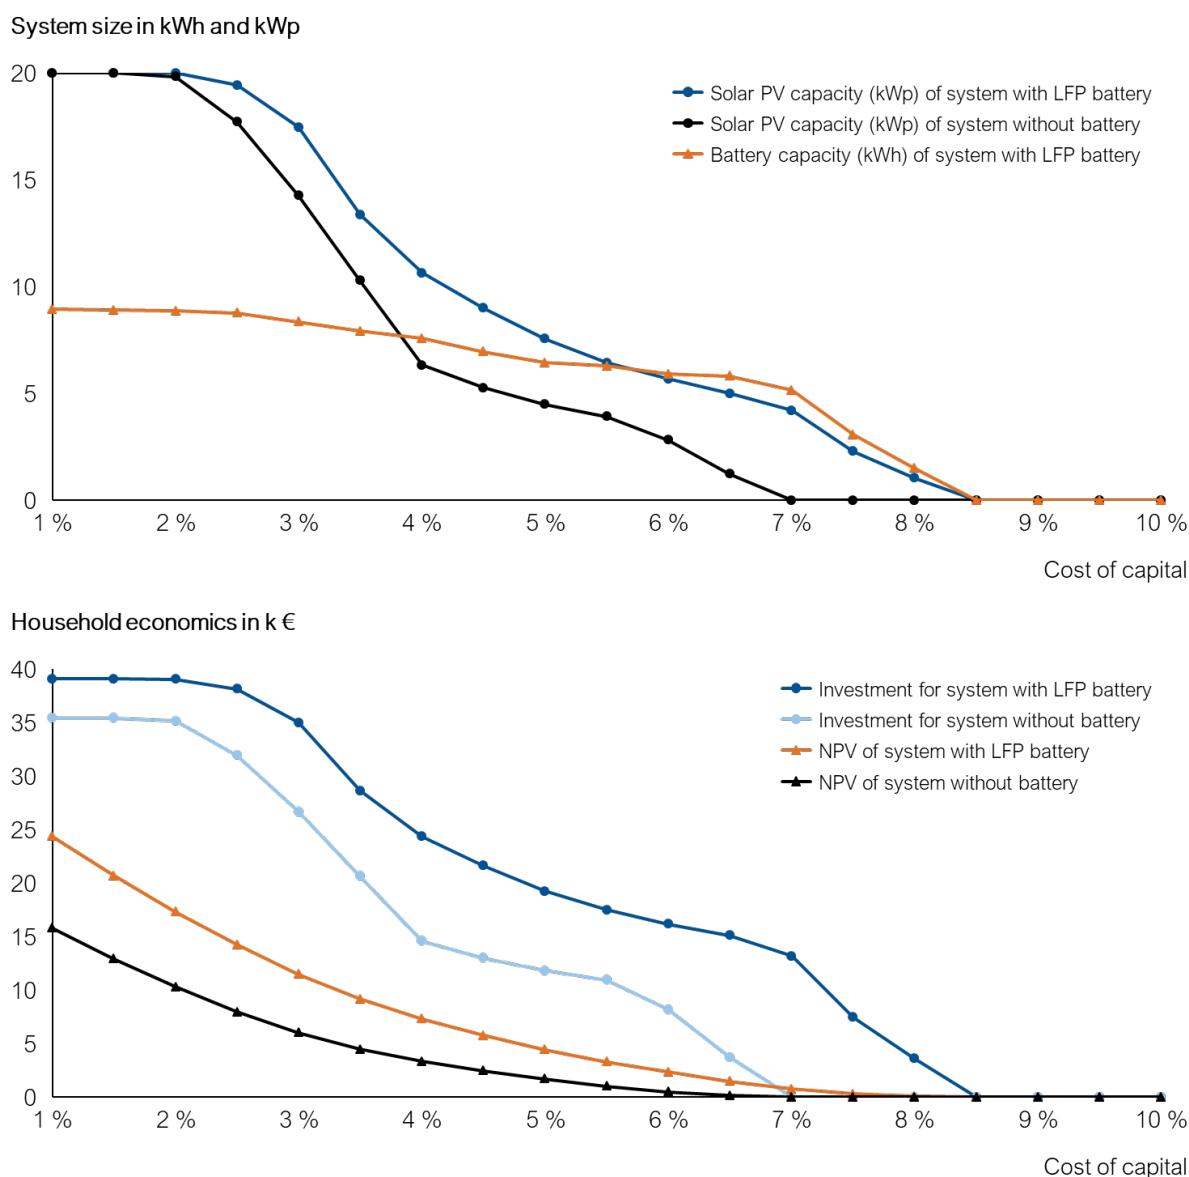 System size in kWh and kWp
20
15
10
5
0
Solar PV capacity (kWp) of system with LFP battery
Solar PV capacity (kWp) of system without battery
Battery capacity (kWh) of system with LFP battery
1 % 2 % 3 % 4 % 5 % 6 % 7 % 8 % 9 % 10 %
Cost of capital
Household economics in k €
40
35
30
25
20
15
10
5
0
Investment for system with LFP battery
Investment for system without battery
NPV of system with LFP battery
NPV of system without battery
1 % 2 % 3 % 4 % 5 % 6 % 7 % 8 % 9 % 10 %
Cost of capital